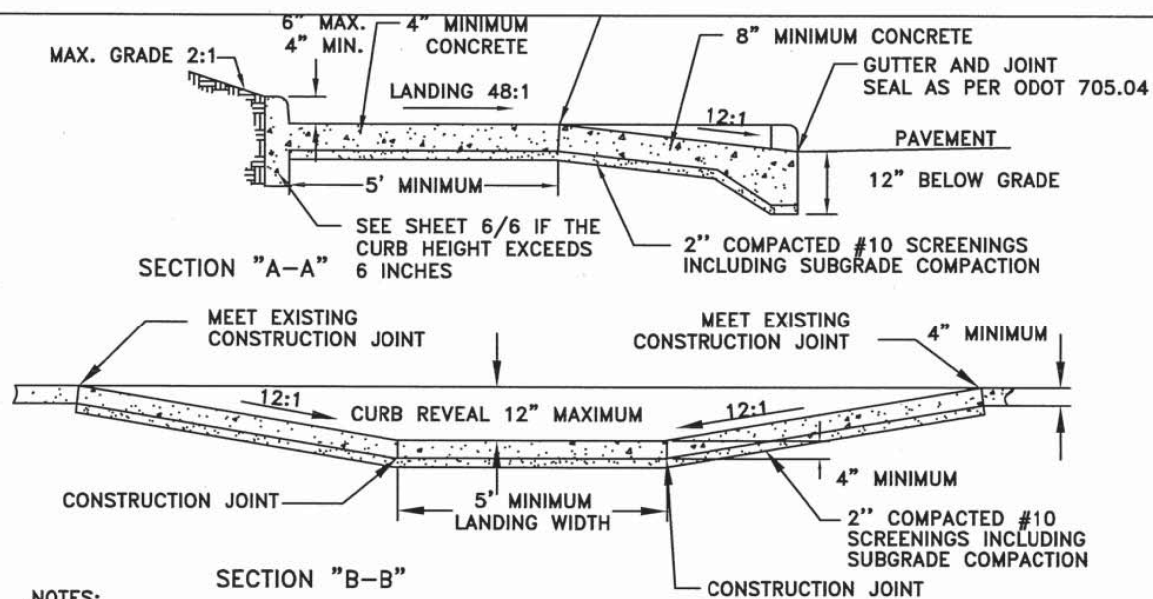 6" MAX.
4" MIN.
4" MINIMUM
CONCRETE
8" MINIMUM CONCRETE
MAX. GRADE 2:1
GUTTER AND JOINT
SEAL AS PER ODOT 705.04
LANDING 48:1
12:1
PAVEMENT
5' MINIMUM
12" BELOW GRADE
SEE SHEET 6/6 IF THE
CURB HEIGHT EXCEEDS
6 INCHES
2" COMPACTED #10 SCREENINGS
INCLUDING SUBGRADE COMPACTION
SECTION "A-A"
MEET EXISTING
CONSTRUCTION JOINT
MEET EXISTING
CONSTRUCTION JOINT
4" MINIMUM
12:1
CURB REVEAL 12" MAXIMUM
12:1
CONSTRUCTION JOINT
5' MINIMUM
LANDING WIDTH
4" MINIMUM
2" COMPACTED #10
SCREENINGS INCLUDING
SUBGRADE COMPACTION
SECTION "B-B"
CONSTRUCTION JOINT
NOTES: